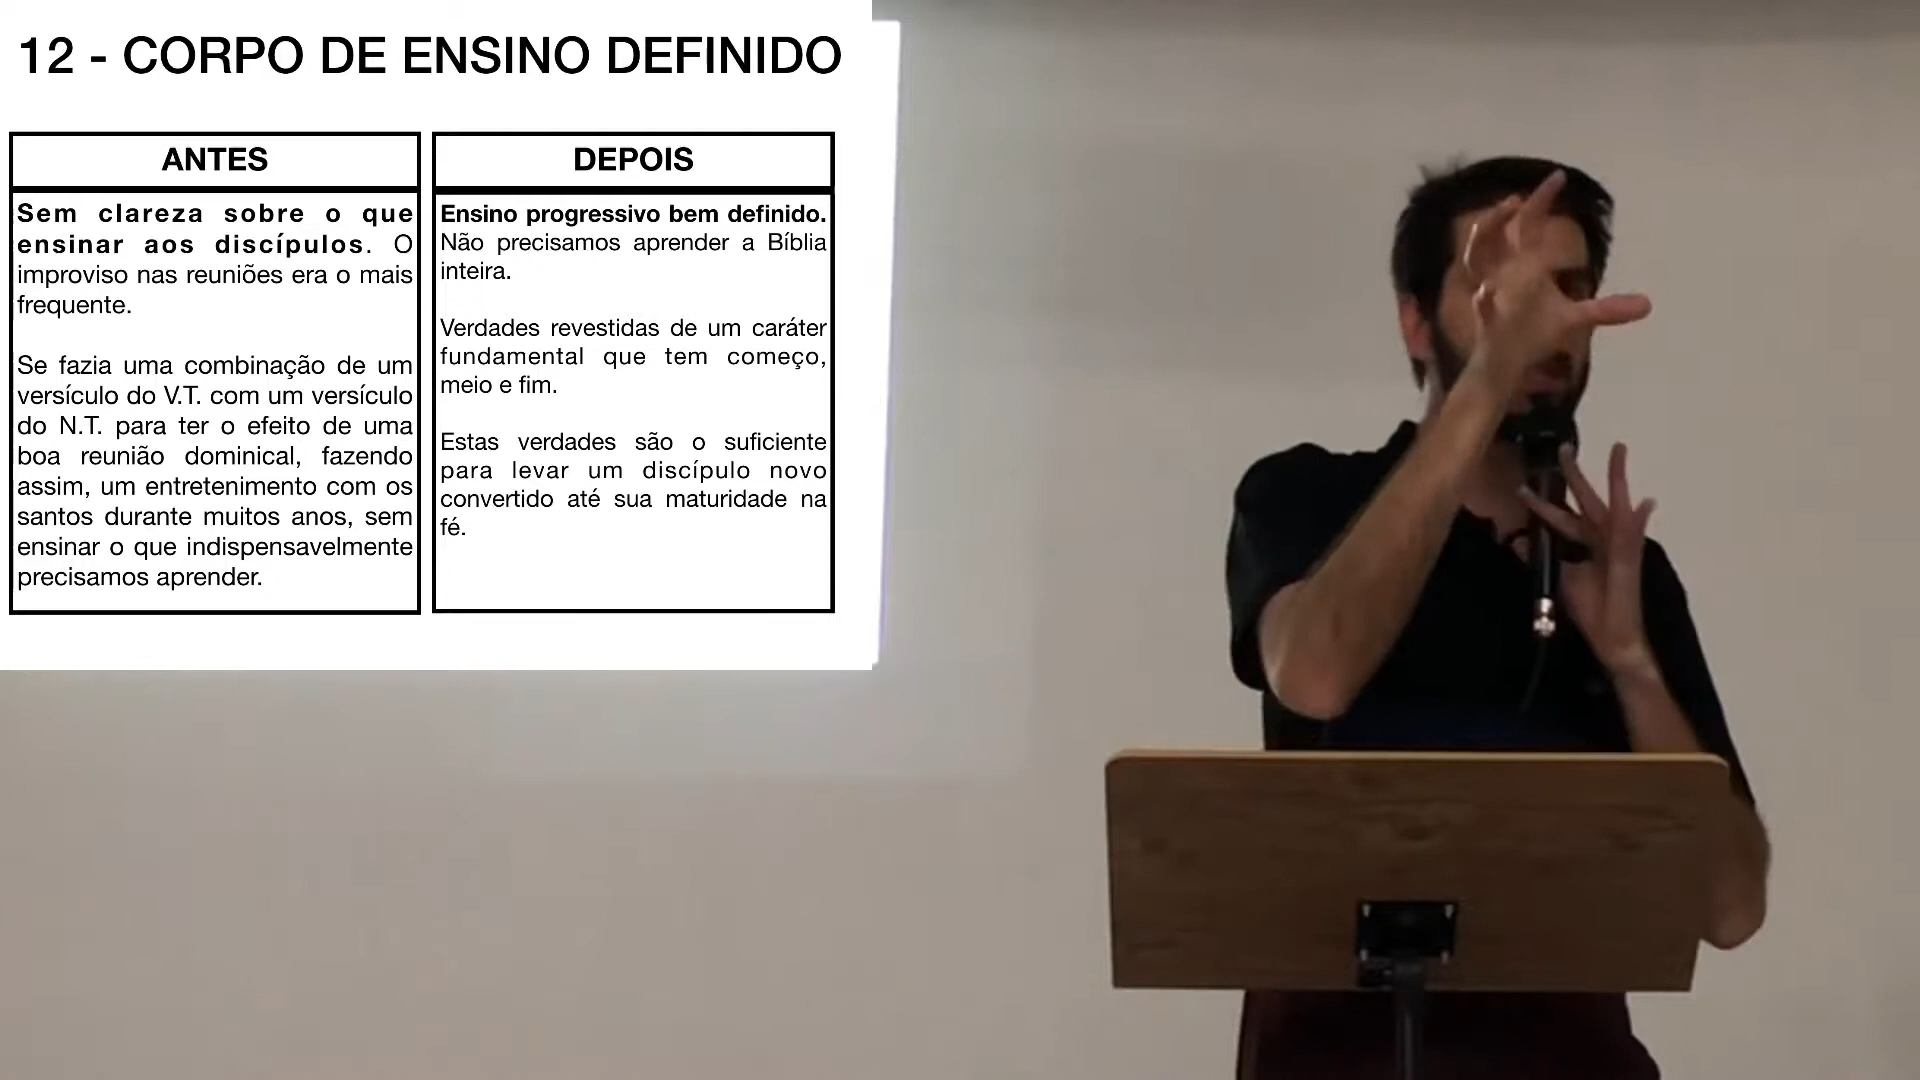 12 - CORPO DE ENSINO DEFINIDO
ANTES
Sem clareza sobre o que
ensinar aos discípulos. O
improviso nas reuniões era o mais
frequente.
Se fazia uma combinação de um
versículo do V.T. com um versículo
do N.T. para ter o efeito de uma
boa reunião dominical, fazendo
assim, um entretenimento com os
santos durante muitos anos, sem
ensinar o que indispensavelmente
precisamos aprender.
DEPOIS
Ensino progressivo bem definido.
Não precisamos aprender a Bíblia
inteira.
Verdades revestidas de um caráter
fundamental que tem começo,
meio e fim.
Estas verdades são o suficiente
para levar um discípulo novo
convertido até sua maturidade na
fé.